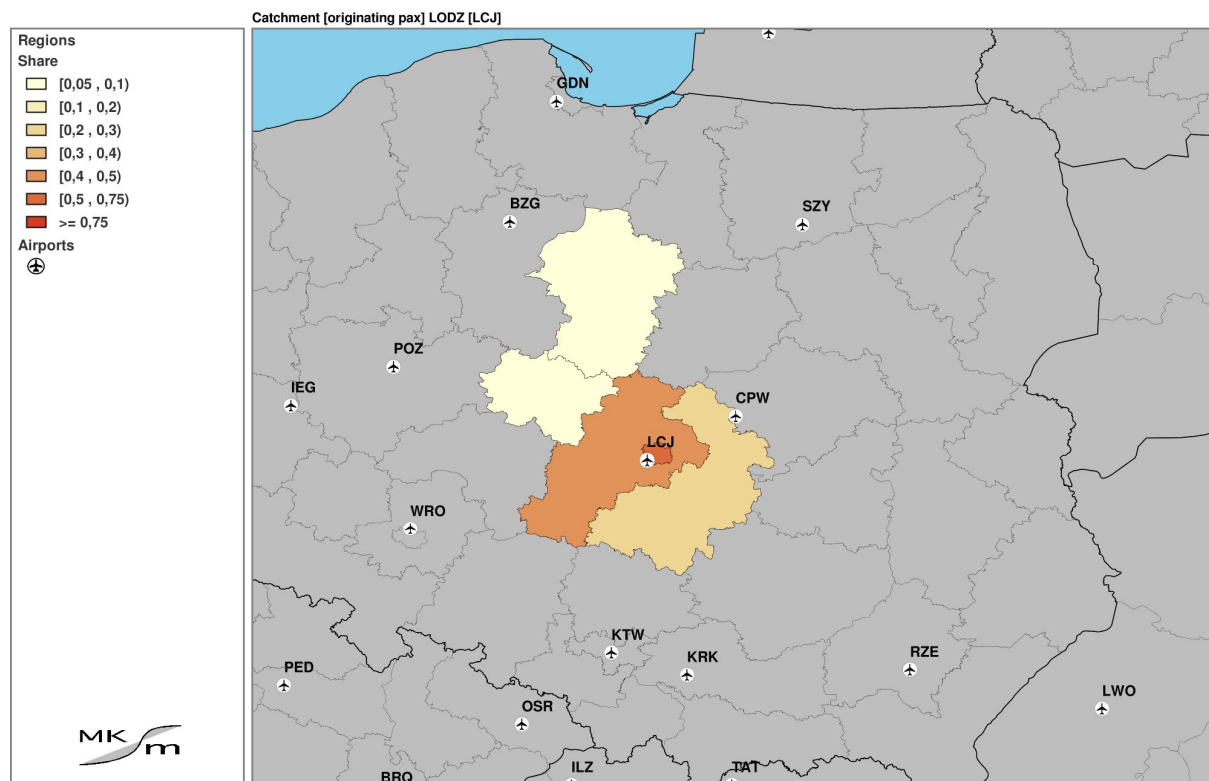 Catchment [originating pax] LODZ [LCJ]
Regions
Share
[0,05 , 0,1)
[0,1 , 0,2)
[0,2 , 0,3)
[0,3 , 0,4)
[0,4 , 0,5)
[0,5 , 0,75)
>= 0,75
Airports
GDN
BZG
SZY
POZ
IEG
CPW
LCJ
WRO
KTW
KRK
RZE
PED
LWO
OSR
MK m
ILZ
TAT
BRQ